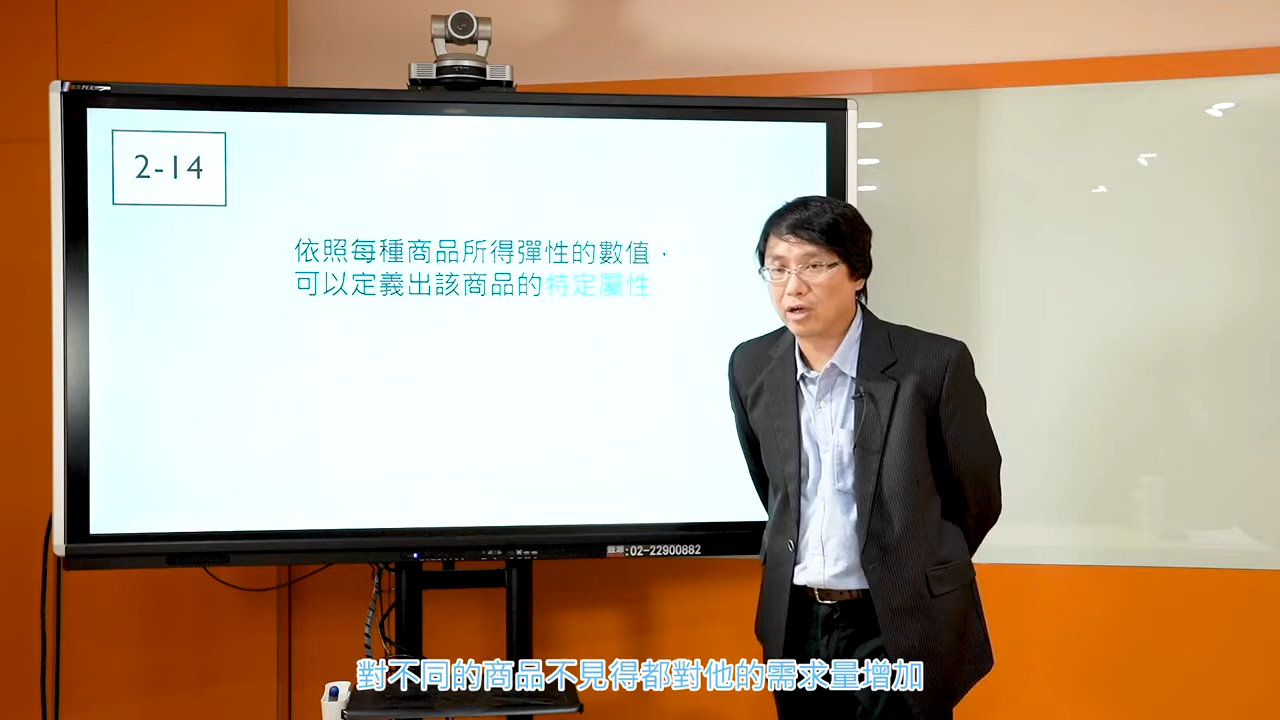 2-14
依照每種商品所得彈性的數值，
可以定義出該商品的特定屬性
:02-22900882
對不同的商品不見得都對他的需求量增加